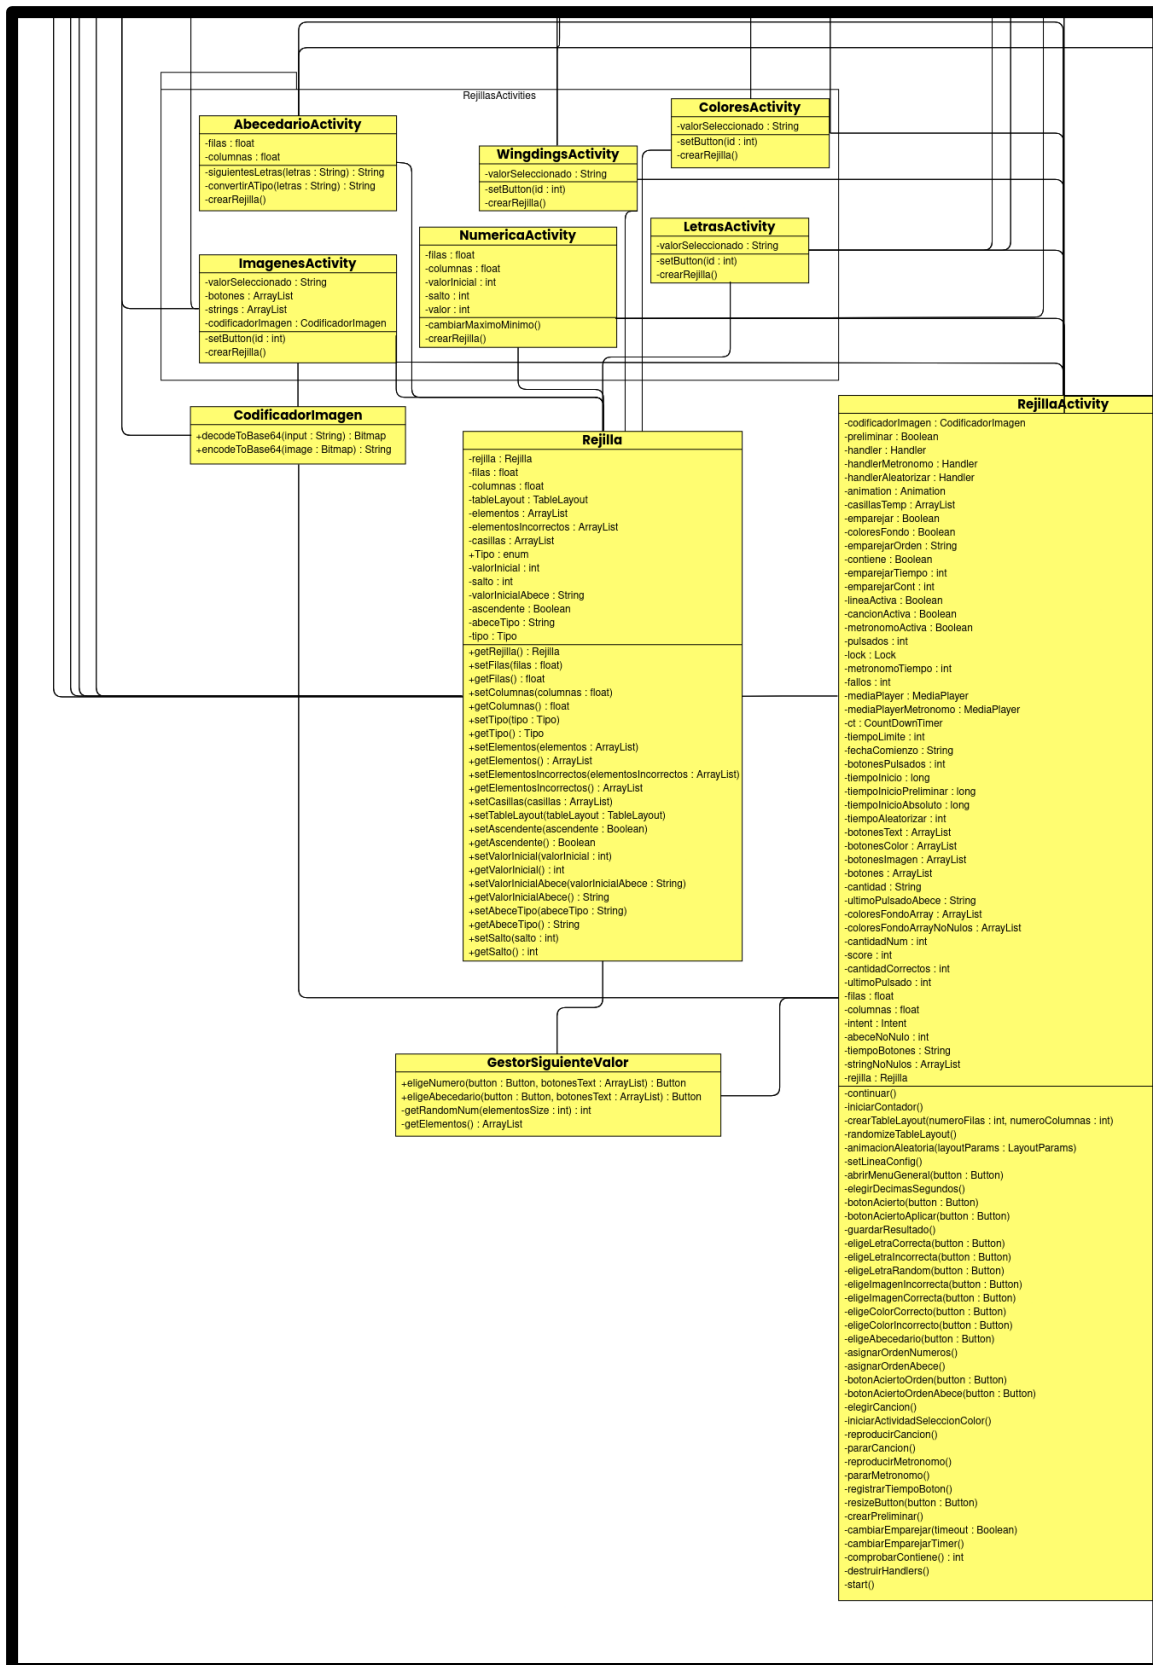 RejillasActivities
AbecedarioActivity
-filas : float
-columnas : float
-siguientesLetras(letras : String) : String
-convertirATipo(letras : String) : String
-crearRejilla()
WingdingsActivity
-valorSeleccionado : String
-setButton(id : int)
-crearRejilla()
ColoresActivity
-valorSeleccionado : String
-setButton(id : int)
-crearRejilla()
NumericaActivity
-filas : float
-columnas : float
-valorInicial : int
-salto : int
-valor : int
-cambiarMaximoMinimo()
-crearRejilla()
LetrasActivity
-valorSeleccionado : String
-setButton(id : int)
-crearRejilla()
ImagenesActivity
-valorSeleccionado : String
-botones : ArrayList
-strings : ArrayList
-codificadorImagen : CodificadorImagen
-setButton(id : int)
-crearRejilla()
CodificadorImagen
+decodeToBase64(input : String) : Bitmap
+encodeToBase64(image : Bitmap) : String
Rejilla
-rejilla : Rejilla
-filas : float
-columnas : float
-tableLayout : TableLayout
-elementos : ArrayList
-elementosIncorrectos : ArrayList
-casillas : ArrayList
+Tipo : enum
-valorInicial : int
-salto : int
-valorInicialAbece : String
-ascendente : Boolean
-abeceTipo : String
-tipo : Tipo
+getRejilla() : Rejilla
+setFilas(filas : float)
+getFilas() : float
+setColumnas(columnas : float)
+getColumnas() : float
+setTipo(tipo : Tipo)
+getTipo() : Tipo
+setElementos(elementos : ArrayList)
+getElementos() : ArrayList
+setElementosIncorrectos(elementosIncorrectos : ArrayList)
+getElementosIncorrectos() : ArrayList
+setCasillas(casillas : ArrayList)
+setTableLayout(tableLayout : TableLayout)
+setAscendente(ascendente : Boolean)
+getAscendente() : Boolean
+setValorInicial(valorInicial : int)
+getValorInicial() : int
+setValorInicialAbece(valorInicialAbece : String)
+getValorInicialAbece() : String
+setAbeceTipo(abeceTipo : String)
+getAbeceTipo() : String
+setSalto(salto : int)
+getSalto() : int
GestorSiguienteValor
+eligeNumero(button : Button, botonesText : ArrayList) : Button
+eligeAbecedario(button : Button, botonesText : ArrayList) : Button
-getRandomNum(elementosSize : int) : int
-getElementos() : ArrayList
RejillaActivity
-codificadorImagen : CodificadorImagen
-preliminar : Boolean
-handler : Handler
-handlerMetronomo : Handler
-handlerAleatorizar : Handler
-animation : Animation
-casillasTemp : ArrayList
-emparejar : Boolean
-coloresFondo : Boolean
-emparejarOrden : String
-contiene : Boolean
-emparejarTiempo : int
-emparejarCont : int
-lineaActiva : Boolean
-cancionActiva : Boolean
-metronomoActiva : Boolean
-pulsados : int
-lock : Lock
-metronomoTiempo : int
-fallos : int
-mediaPlayer : MediaPlayer
-mediaPlayerMetronomo : MediaPlayer
-ct : CountDownTimer
-tiempoLimite : int
-fechaComienzo : String
-botonesPulsados : int
-tiempoInicio : long
-tiempoInicioPreliminar : long
-tiempoInicioAbsoluto : long
-tiempoAleatorizar : int
-botonesText : ArrayList
-botonesColor : ArrayList
-botonesImagen : ArrayList
-botones : ArrayList
-cantidad : String
-ultimoPulsadoAbece : String
-coloresFondoArray : ArrayList
-coloresFondoArrayNoNulos : ArrayList
-cantidadNum : int
-score : int
-cantidadCorrectos : int
-ultimoPulsado : int
-filas : float
-columnas : float
-intent : Intent
-abeceNoNulo : int
-tiempoBotones : String
-stringNoNulos : ArrayList
-rejilla : Rejilla
-continuar()
-iniciarContador()
-crearTableLayout(numeroFilas : int, numeroColumnas : int)
-randomizeTableLayout()
-animacionAleatoria(layoutParams : LayoutParams)
-setLineaConfig()
-abrirMenuGeneral(button : Button)
-elegirDecimasSegundos()
-botonAcierto(button : Button)
-botonAciertoAplicar(button : Button)
-guardarResultado()
-eligeLetraCorrecta(button : Button)
-eligeLetraIncorrecta(button : Button)
-eligeLetraRandom(button : Button)
-eligeImagenIncorrecta(button : Button)
-eligeImagenCorrecta(button : Button)
-eligeColorCorrecto(button : Button)
-eligeColorIncorrecto(button : Button)
-eligeAbecedario(button : Button)
-asignarOrdenNumeros()
-asignarOrdenAbece()
-botonAciertoOrden(button : Button)
-botonAciertoOrdenAbece(button : Button)
-elegirCancion()
-iniciarActividadSeleccionColor()
-reproducirCancion()
-pararCancion()
-reproducirMetronomo()
-pararMetronomo()
-registrarTiempoBoton()
-resizeButton(button : Button)
-crearPreliminar()
-cambiarEmparejar(timeout : Boolean)
-cambiarEmparejarTimer()
-comprobarContiene() : int
-destruirHandlers()
-start()